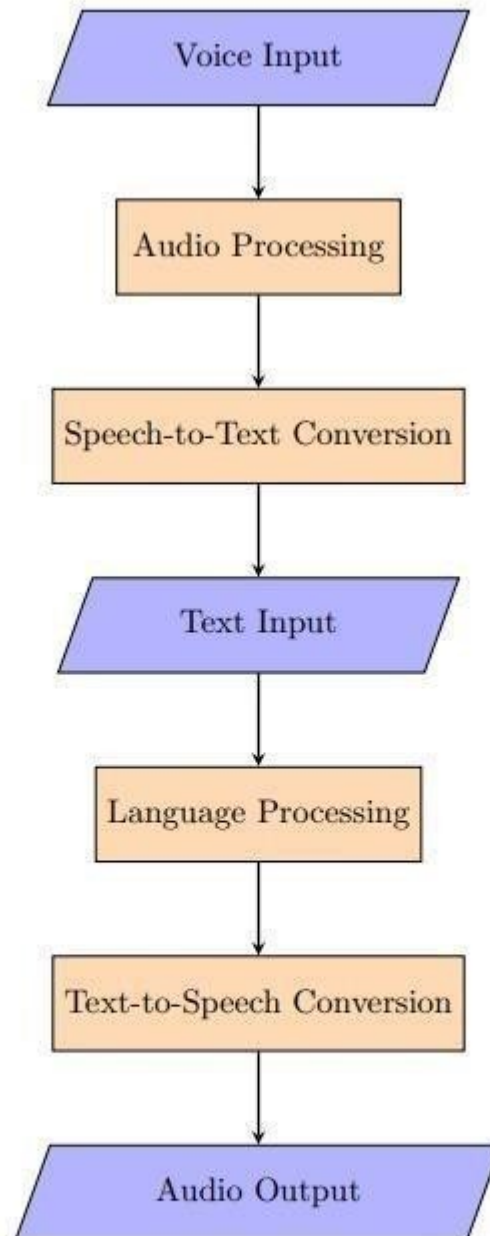 Voice Input
Audio Processing
Speech-to-Text Conversion
Text Input
Language Processing
Text-to-Speech Conversion
Audio Output